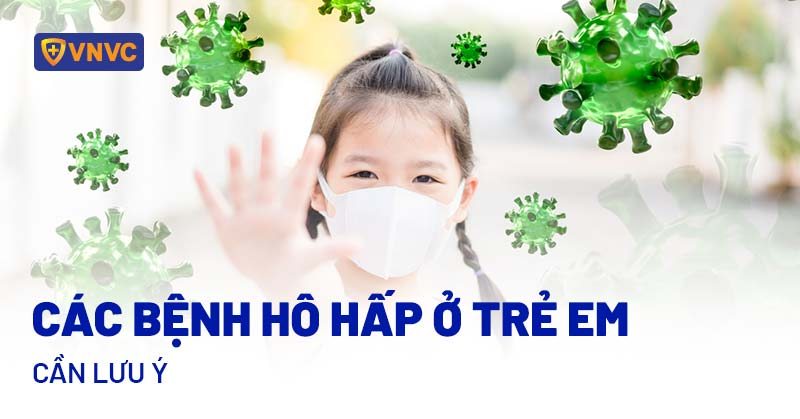 VNVC
CÁC BỆNH HÔ HẤP Ở TRẺ EM
CẦN LƯU Ý